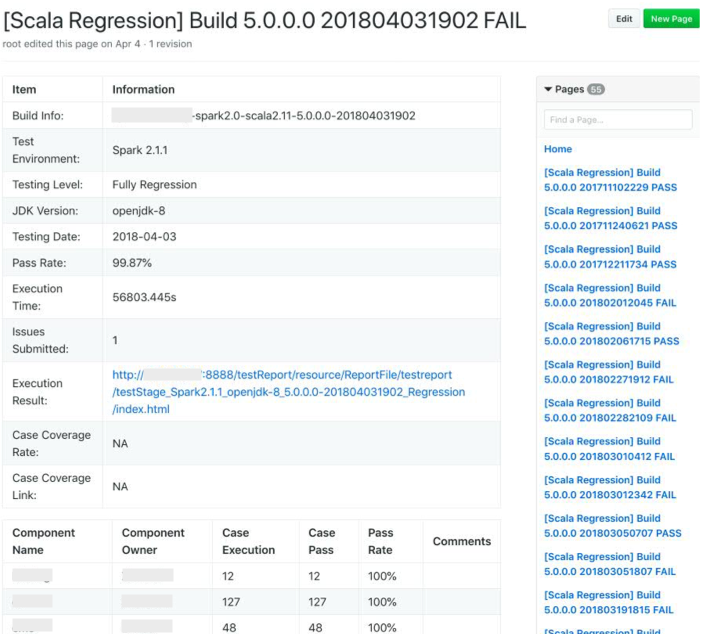 [Scala Regression] Build 5.0.0.0 201804031902 FAIL
Edit
New Page
root edited this page on Apr 4 · 1 revision
Item Information
Build Info: -spark2.0-scala2.11-5.0.0.0-201804031902
Test
Environment:
Spark 2.1.1
Testing Level: Fully Regression
JDK Version: openjdk-8
Testing Date: 2018-04-03
Pass Rate: 99.87%
Execution
Time:
56803.445s
Issues
Submitted:
1
Execution
Result:
http:// :8888/testReport/resource/ReportFile/testreport
/testStage_Spark2.1.1_openjdk-8_5.0.0.0-201804031902_Regression
/index.html
Case Coverage
Rate:
NA
Case Coverage
Link:
NA
Component
Name
Component
Owner
Case
Execution
Case
Pass
Pass
Rate
Comments
12 12 100%
127 127 100%
48 48 100%
Pages 55
Find a Page...
Home
[Scala Regression] Build
5.0.0.0 201711102229 PASS
[Scala Regression] Build
5.0.0.0 201711240621 PASS
[Scala Regression] Build
5.0.0.0 201712211734 PASS
[Scala Regression] Build
5.0.0.0 201802012045 FAIL
[Scala Regression] Build
5.0.0.0 201802061715 PASS
[Scala Regression] Build
5.0.0.0 201802271912 FAIL
[Scala Regression] Build
5.0.0.0 201802282109 FAIL
[Scala Regression] Build
5.0.0.0 201803010412 FAIL
[Scala Regression] Build
5.0.0.0 201803012342 FAIL
[Scala Regression] Build
5.0.0.0 201803050707 PASS
[Scala Regression] Build
5.0.0.0 201803051807 FAIL
[Scala Regression] Build
5.0.0.0 201803191815 FAIL
[Scala Regression] Build